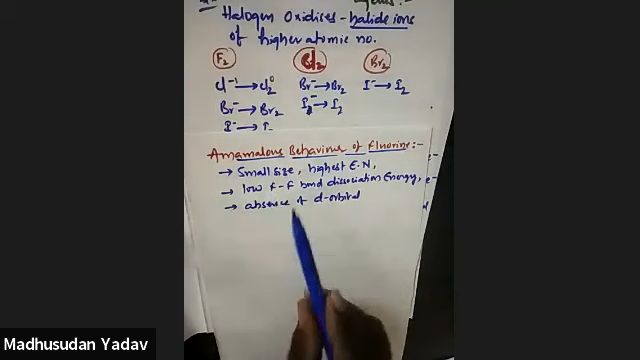 Halogen Oxidises - halide ions
of higher atomic no.
F2 Cl2 Br2
Cl⁻¹ → Cl2⁰ Br⁻ → Br2 I⁻ → I2
Br⁻ → Br2 I⁻ → I2
I⁻ → I
Anamalous Behaviour of Fluorine:-
→ Small size, highest E.N,
→ low F-F bond dissociation Energy,
→ absence of d-orbital
Madhusudan Yadav